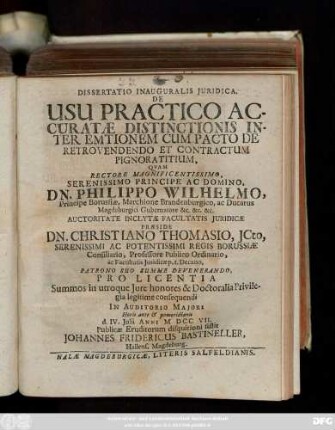 DISSERTATIO INAUGURALIS JURIDICA.
DE
USU PRACTICO AC-
CURATÆ DISTINCTIONIS IN-
TER EMTIONEM CUM PACTO DE
RETROVENDENDO ET CONTRACTUM
PIGNORATITIUM,
QUAM
RECTORE MAGNIFICENTISSIMO,
SERENISSIMO PRINCIPE AC DOMINO,
DN. PHILIPPO WILHELMO,
Principe Borussiæ, Marchione Brandenburgico, ac Ducatus
Magdeburgici Gubernatore &c. &c. &c.
AUCTORITATE INCLYTÆ FACULTATIS JURIDICÆ
PRÆSIDE
DN. CHRISTIANO THOMASIO, JCto,
SERENISSIMI AC POTENTISSIMI REGIS BORUSSIÆ
Consiliario, Professore Publico Ordinario,
ac Facultatis Juridicæ p. t. Decano,
PATRONO SUO SUMME DEVENERANDO,
PRO LICENTIA
Summos in utroque Jure honores & Doctoralia Privile-
gia legitime consequendi
IN AUDITORIO MAJORI
Horis ante & pomeridianis
d. IV. Julii ANNI M DCC VII.
Publicæ Eruditorum disquisitioni sistit
JOHANNES FRIDERICUS BASTINELLER,
Hallens. Magdeburg.
HALÆ MAGDEBURGICÆ, LITERIS SALFELDIANIS.